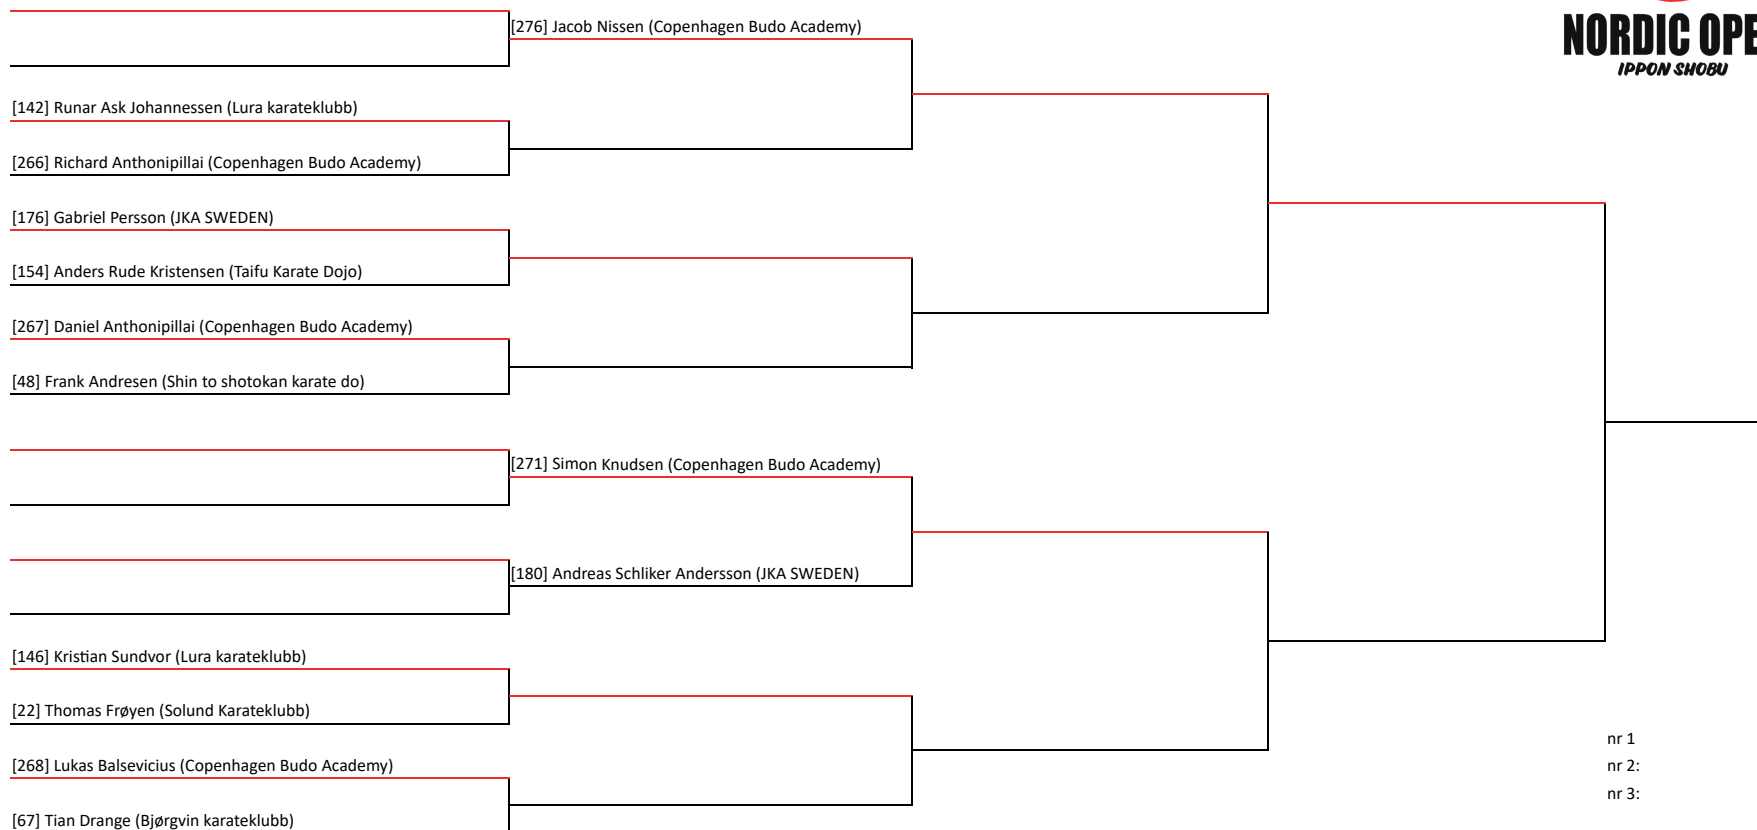 [276] Jacob Nissen (Copenhagen Budo Academy)
NORDIC OPE
IPPON SHOBU
[142] Runar Ask Johannessen (Lura karateklubb)
[266] Richard Anthonipillai (Copenhagen Budo Academy)
[176] Gabriel Persson (JKA SWEDEN)
[154] Anders Rude Kristensen (Taifu Karate Dojo)
[267] Daniel Anthonipillai (Copenhagen Budo Academy)
[48] Frank Andresen (Shin to shotokan karate do)
[271] Simon Knudsen (Copenhagen Budo Academy)
[180] Andreas Schliker Andersson (JKA SWEDEN)
[146] Kristian Sundvor (Lura karateklubb)
[22] Thomas Frøyen (Solund Karateklubb)
[268] Lukas Balsevicius (Copenhagen Budo Academy)
[67] Tian Drange (Bjørgvin karateklubb)
nr 1
nr 2:
nr 3: